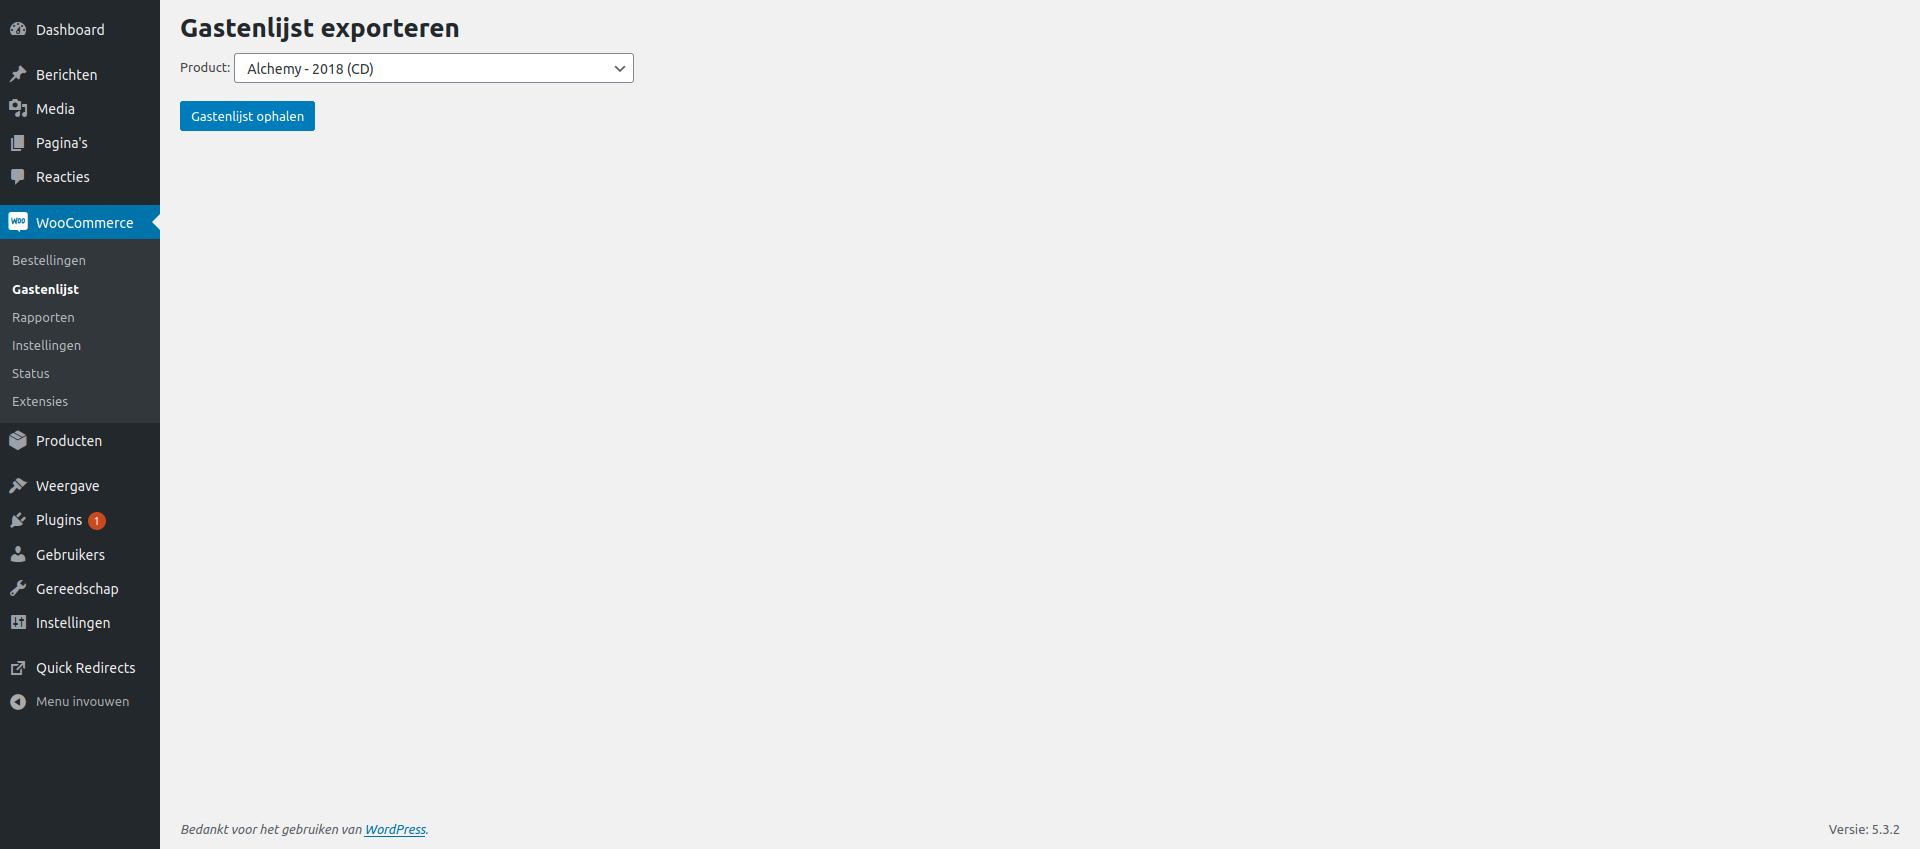 Dashboard
Berichten
Media
Pagina's
Reacties
WOO WooCommerce
Bestellingen
Gastenlijst
Rapporten
Instellingen
Status
Extensies
Producten
Weergave
Plugins 1
Gebruikers
Gereedschap
Instellingen
Quick Redirects
Menu invouwen
Gastenlijst exporteren
Product: Alchemy - 2018 (CD)
Gastenlijst ophalen
Bedankt voor het gebruiken van WordPress.
Versie: 5.3.2